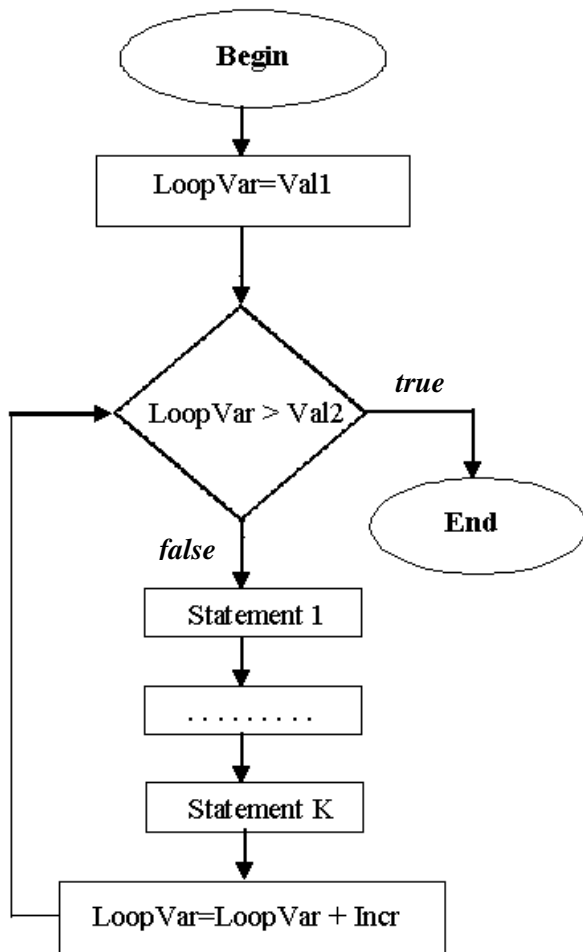 Begin
LoopVar=Val1
LoopVar > Val2
true
End
false
Statement 1
. . . . . . . . .
Statement K
LoopVar=LoopVar + Incr